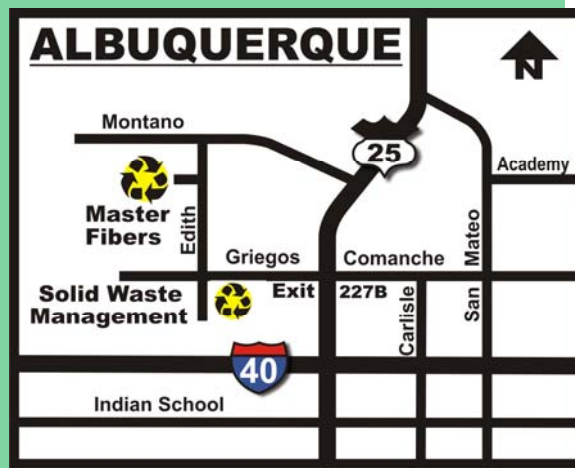 ALBUQUERQUE
N
Montano
25
Academy
Master
Fibers
Edith
San Mateo
Griegos
Comanche
Solid Waste
Management
Exit
227B
Carlisle
40
Indian School